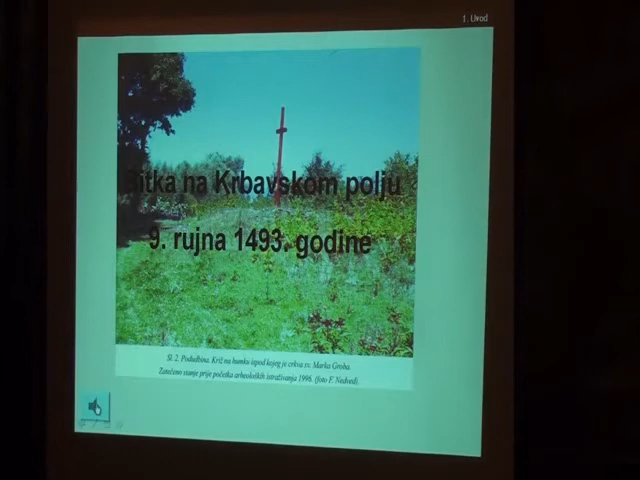 1. Uvod
Bitka na Krbavskom polju
9. rujna 1493. godine
Sl. 2. Podudbina. Križ na humku ispod kojeg je crkva sv. Marka Groba.
Zatečeno stanje prije početka arheoloških istraživanja 1996. (foto F. Nedved).